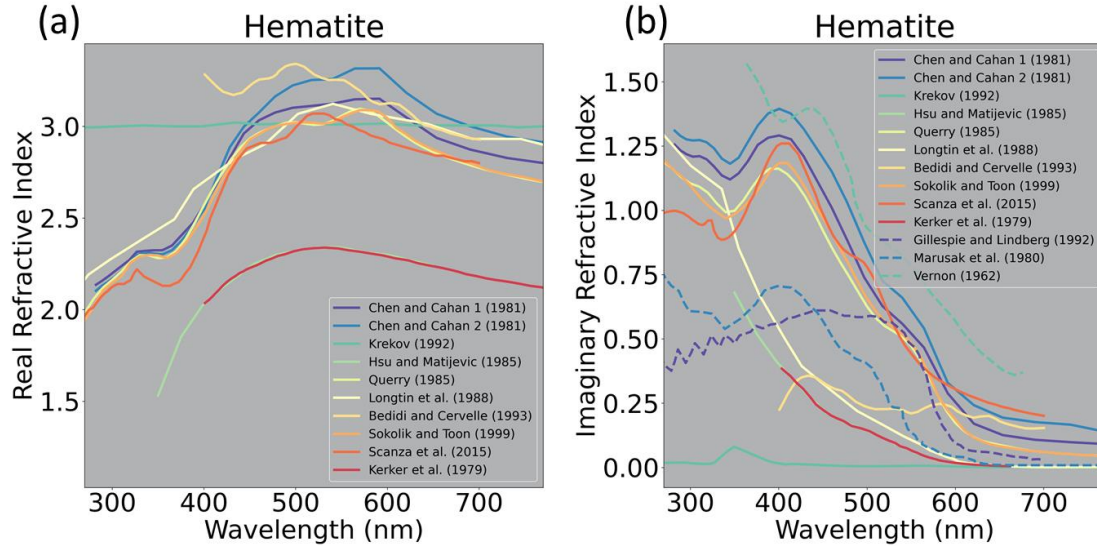 (a)
Hematite
Real Refractive Index
3.0
2.5
2.0
1.5
Chen and Cahan 1 (1981)
Chen and Cahan 2 (1981)
Krekov (1992)
Hsu and Matijevic (1985)
Querry (1985)
Longtin et al. (1988)
Bedidi and Cervelle (1993)
Sokolik and Toon (1999)
Scanza et al. (2015)
Kerker et al. (1979)
300 400 500 600 700
Wavelength (nm)
(b)
Hematite
Imaginary Refractive Index
1.50
1.25
1.00
0.75
0.50
0.25
0.00
Chen and Cahan 1 (1981)
Chen and Cahan 2 (1981)
Krekov (1992)
Hsu and Matijevic (1985)
Querry (1985)
Longtin et al. (1988)
Bedidi and Cervelle (1993)
Sokolik and Toon (1999)
Scanza et al. (2015)
Kerker et al. (1979)
Gillespie and Lindberg (1992)
Marusak et al. (1980)
Vernon (1962)
300 400 500 600 700
Wavelength (nm)